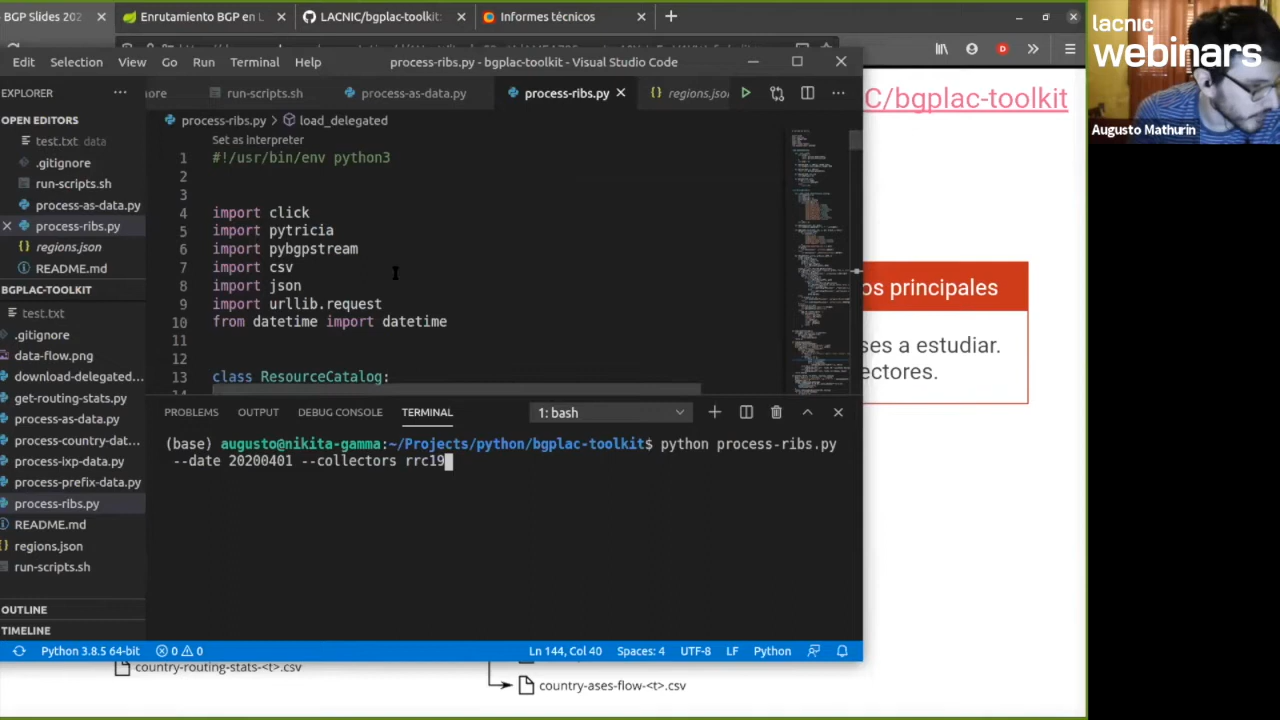 BGP Slides 202
Enrutamiento BGP en L
LACNIC/bgplac-toolkit:
Informes técnicos
lacnic
webinars
Augusto Mathurin
File Edit
Selection View Go Run Terminal Help
process-ribs.py - bgplac-toolkit - Visual Studio Code
C/bgplac-toolkit
EXPLORER
run-scripts.sh
process-as-data.py
process-ribs.py
regions.json
OPEN EDITORS
test.txt data
.gitignore
run-scripts.sh
process-as-data.py
process-ribs.py
regions.json
README.md
BGPLAC-TOOLKIT
test.txt
.gitignore
data-flow.png
download-delegated...
get-routing-stats.py
process-as-data.py
process-country-dat...
process-ixp-data.py
process-prefix-data.py
process-ribs.py
README.md
regions.json
run-scripts.sh
OUTLINE
TIMELINE
process-ribs.py > load_delegated
Set as interpreter
1 #!/usr/bin/env python3
2
3
4 import click
5 import pytricia
6 import pybgpstream
7 import csv
8 import json
9 import urllib.request
10 from datetime import datetime
11
12
13 class ResourceCatalog:
os principales
ses a estudiar.
ectores.
PROBLEMS OUTPUT DEBUG CONSOLE TERMINAL
1: bash
(base) augusto@nikita-gamma:~/Projects/python/bgplac-toolkit$ python process-ribs.py
--date 20200401 --collectors rrc19
Python 3.8.5 64-bit 0 0 Ln 144, Col 40 Spaces: 4 UTF-8 LF Python
country-routing-stats-<t>.csv
country-ases-flow-<t>.csv